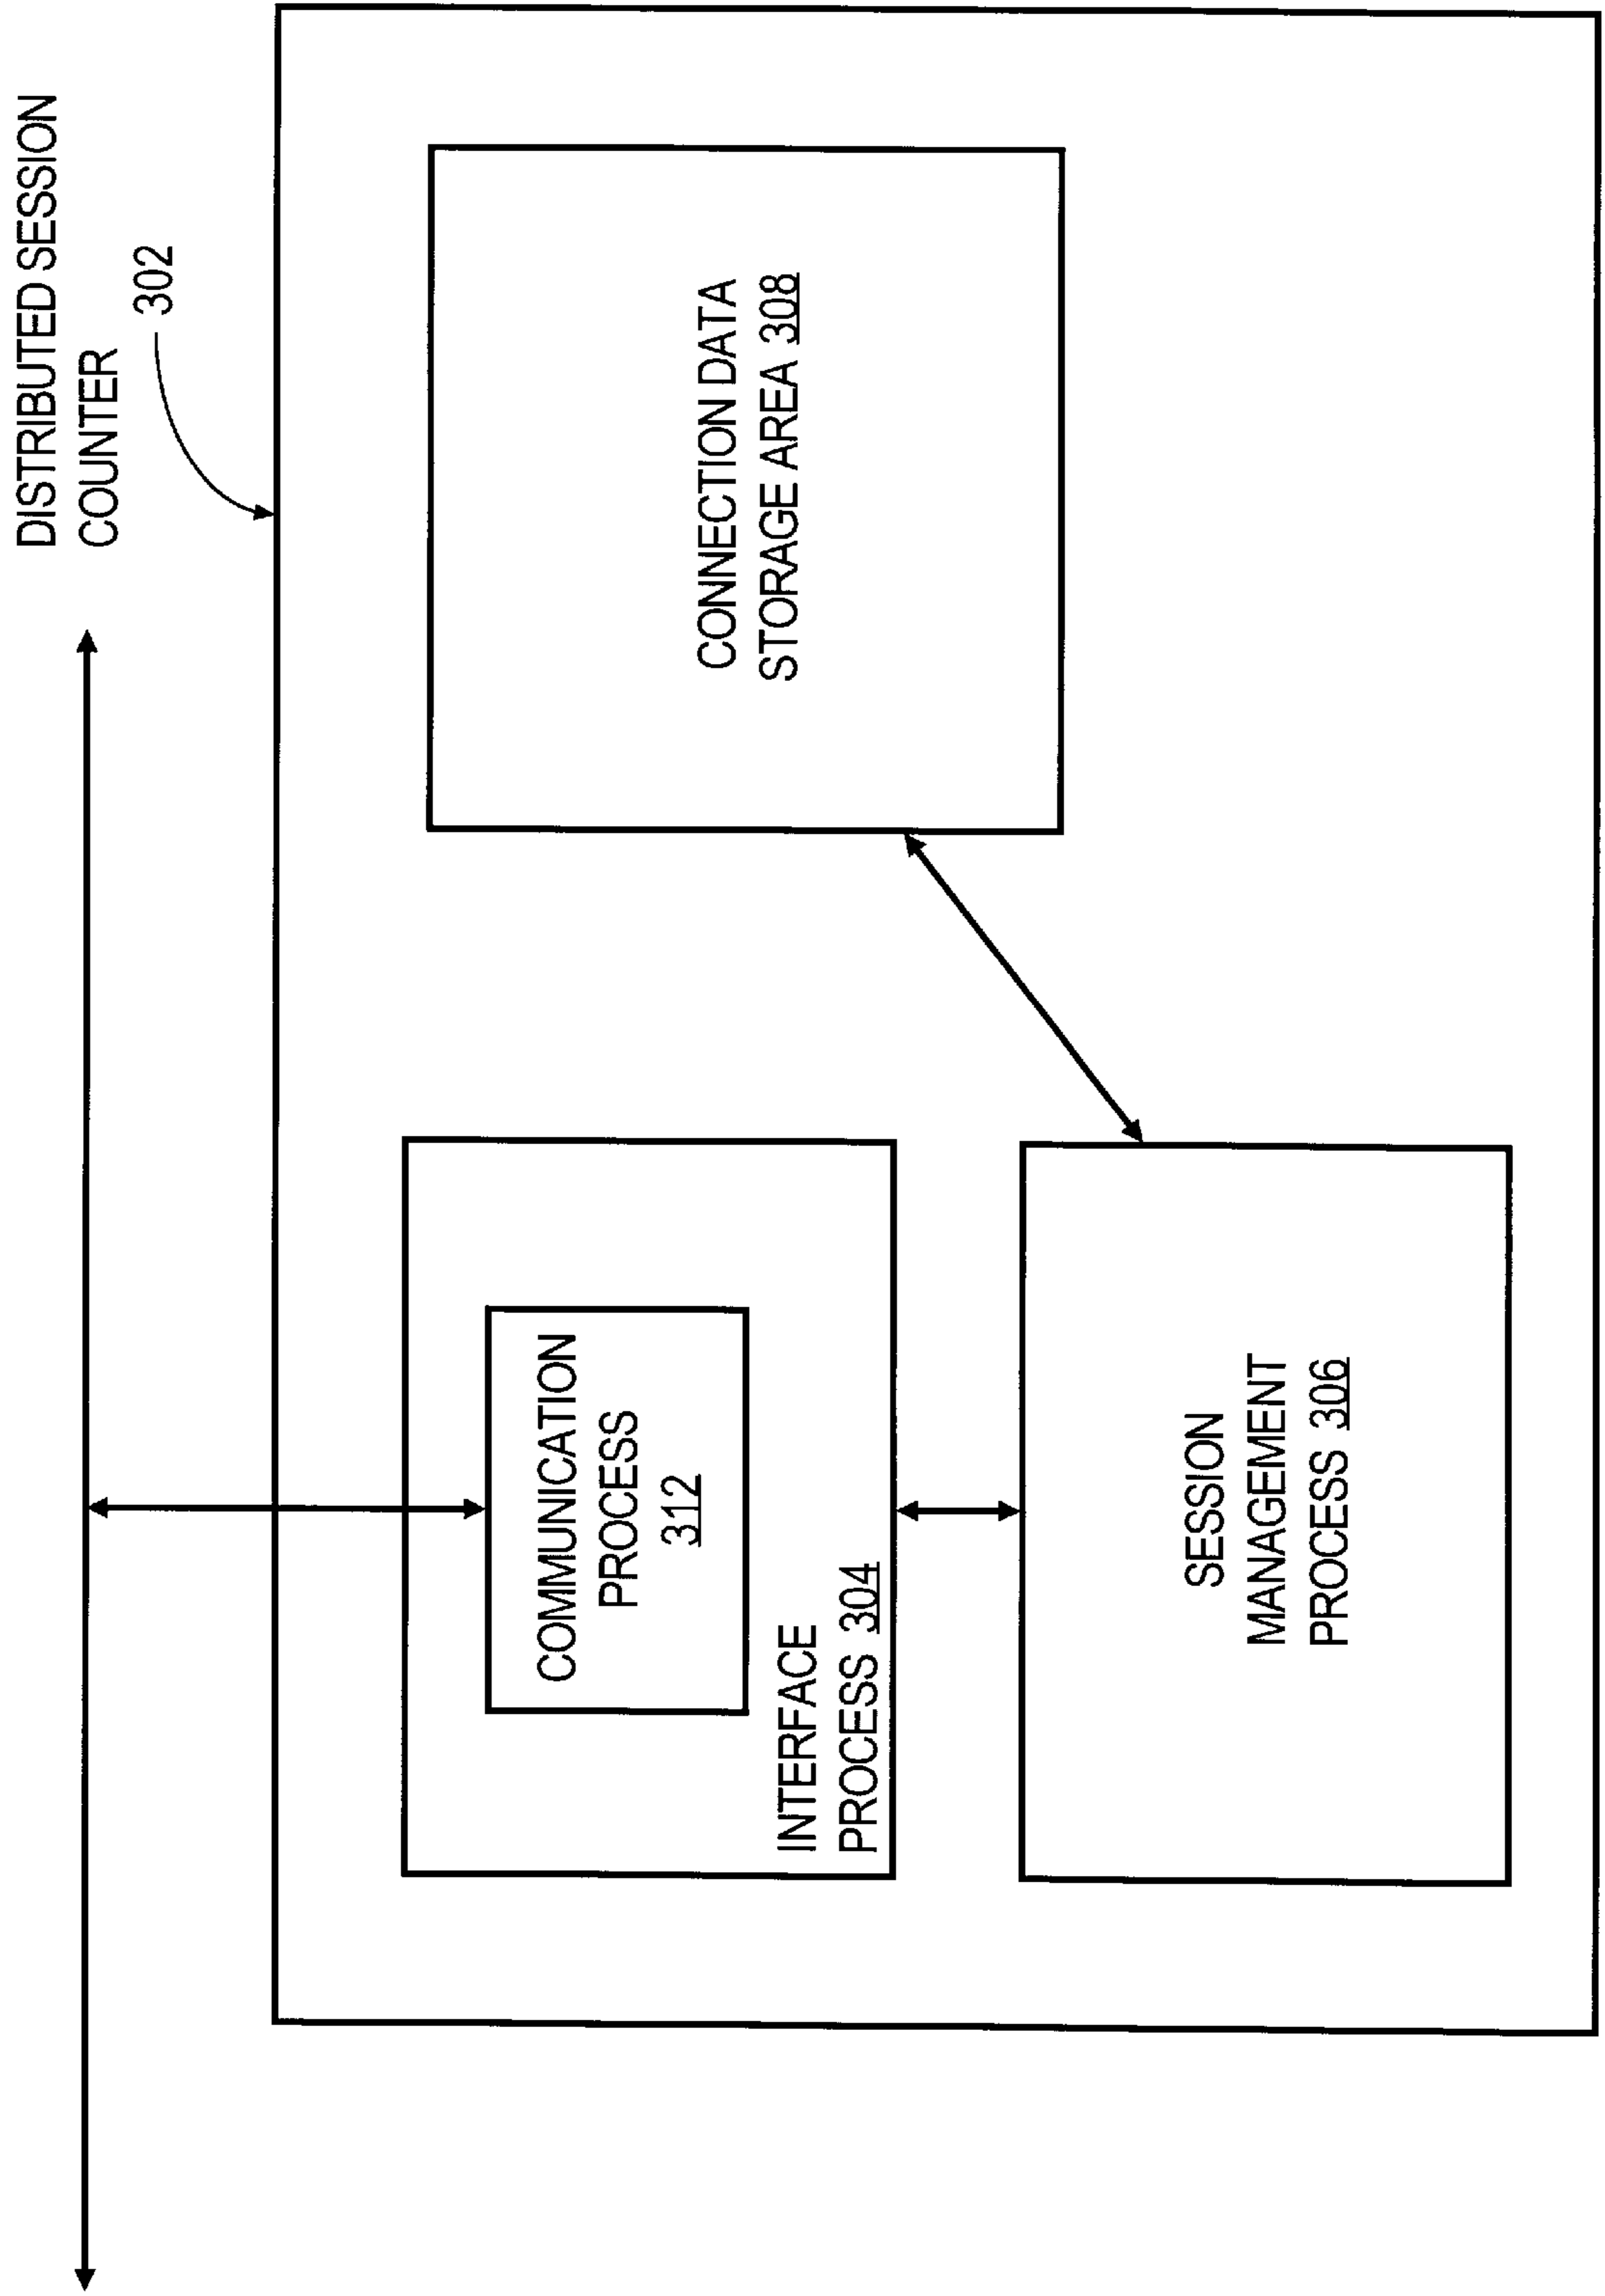 DISTRIBUTED SESSION
COUNTER
302
COMMUNICATION
PROCESS
312
INTERFACE
PROCESS 304
CONNECTION DATA
STORAGE AREA 308
SESSION
MANAGEMENT
PROCESS 306